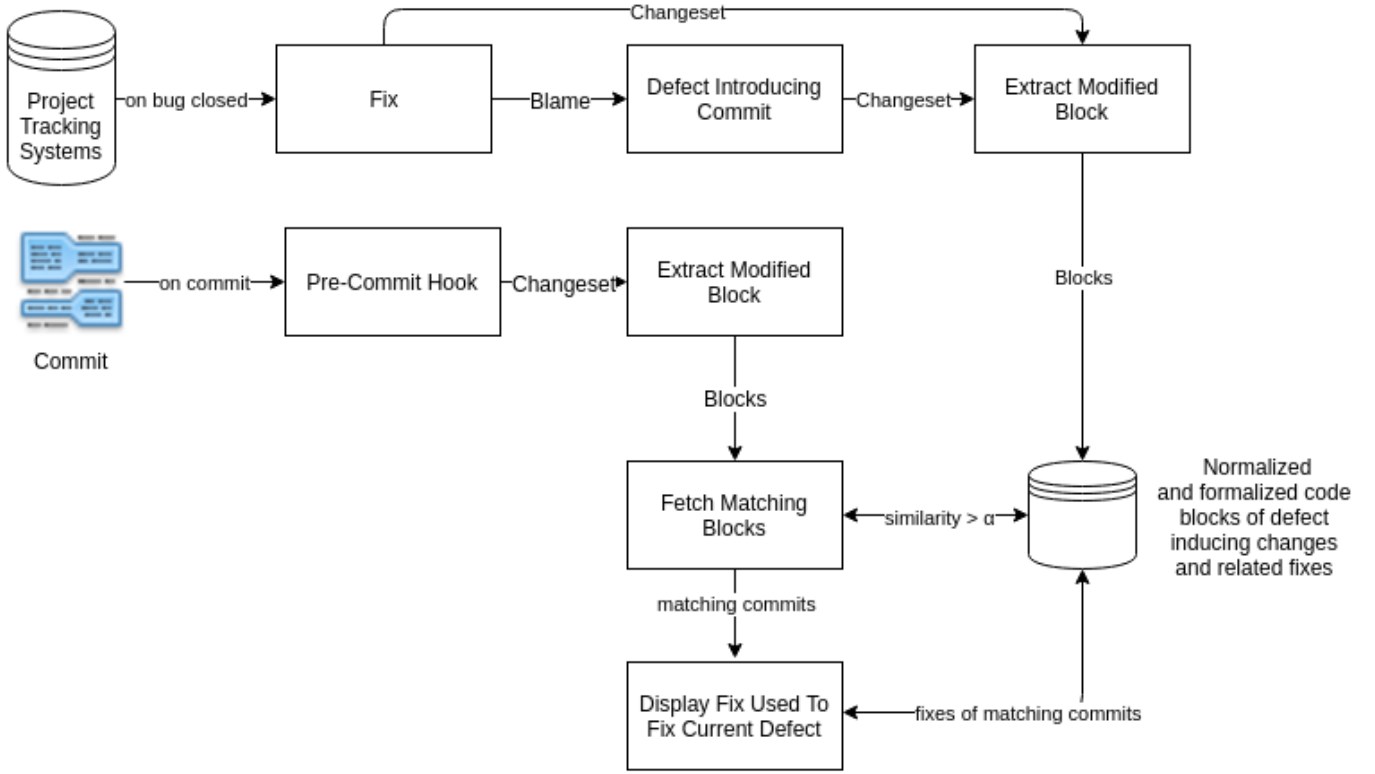 Changeset
Project
Tracking
Systems
on bug closed
Fix
Blame
Defect Introducing
Commit
Changeset
Extract Modified
Block
Commit
on commit
Pre-Commit Hook
Changeset
Extract Modified
Block
Blocks
Blocks
Fetch Matching
Blocks
similarity > α
Normalized
and formalized code
blocks of defect
inducing changes
and related fixes
matching commits
Display Fix Used To
Fix Current Defect
fixes of matching commits